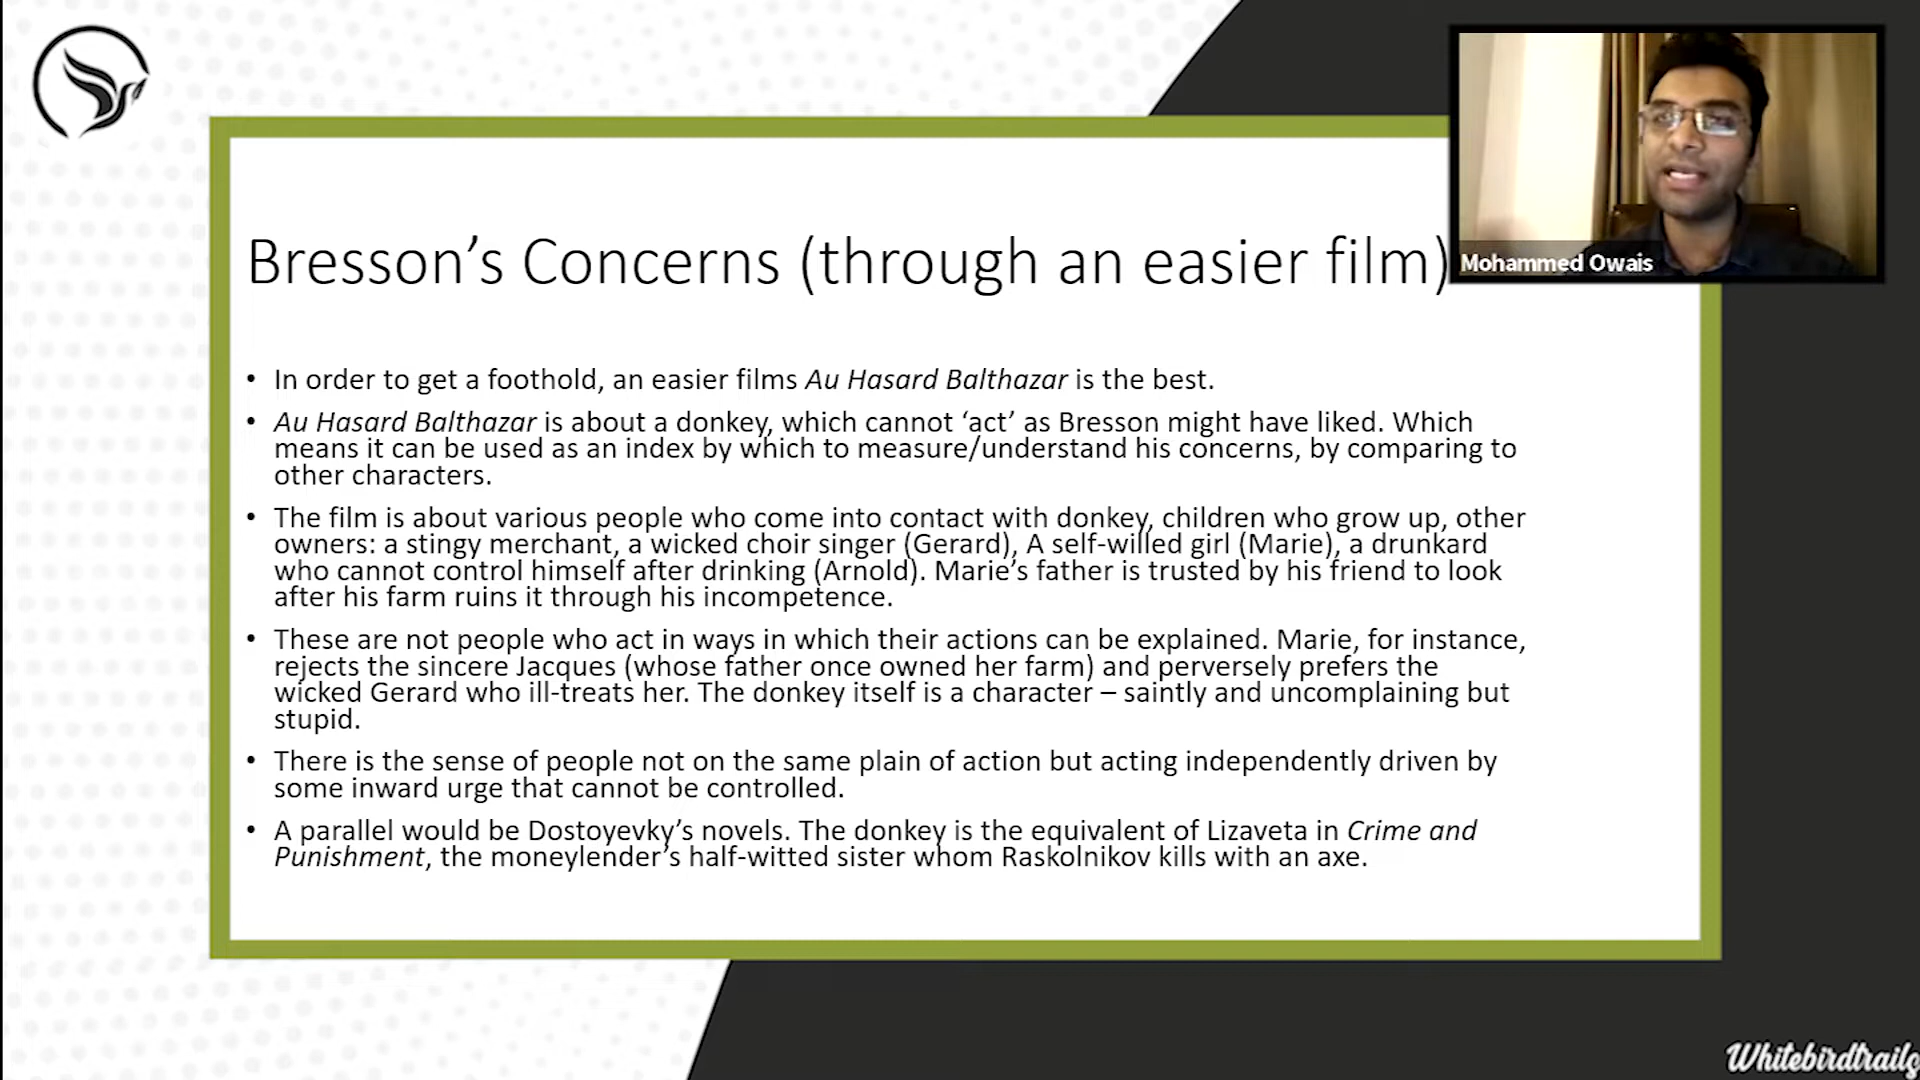 Bresson's Concerns (through an easier film)
Mohammed Owais
• In order to get a foothold, an easier films Au Hasard Balthazar is the best.
• Au Hasard Balthazar is about a donkey, which cannot ‘act’ as Bresson might have liked. Which
means it can be used as an index by which to measure/understand his concerns, by comparing to
other characters.
• The film is about various people who come into contact with donkey, children who grow up, other
owners: a stingy merchant, a wicked choir singer (Gerard), A self-willed girl (Marie), a drunkard
who cannot control himself after drinking (Arnold). Marie’s father is trusted by his friend to look
after his farm ruins it through his incompetence.
• These are not people who act in ways in which their actions can be explained. Marie, for instance,
rejects the sincere Jacques (whose father once owned her farm) and perversely prefers the
wicked Gerard who ill-treats her. The donkey itself is a character – saintly and uncomplaining but
stupid.
• There is the sense of people not on the same plain of action but acting independently driven by
some inward urge that cannot be controlled.
• A parallel would be Dostoyevky’s novels. The donkey is the equivalent of Lizaveta in Crime and
Punishment, the moneylender’s half-witted sister whom Raskolnikov kills with an axe.
Whitebirdtrails